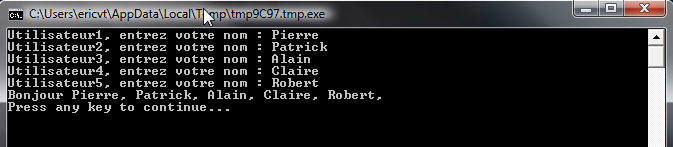 C:\Users\ericvt\AppData\Local\Temp\tmp9C97.tmp.exe
Utilisateur1, entrez votre nom : Pierre
Utilisateur2, entrez votre nom : Patrick
Utilisateur3, entrez votre nom : Alain
Utilisateur4, entrez votre nom : Claire
Utilisateur5, entrez votre nom : Robert
Bonjour Pierre, Patrick, Alain, Claire, Robert,
Press any key to continue...